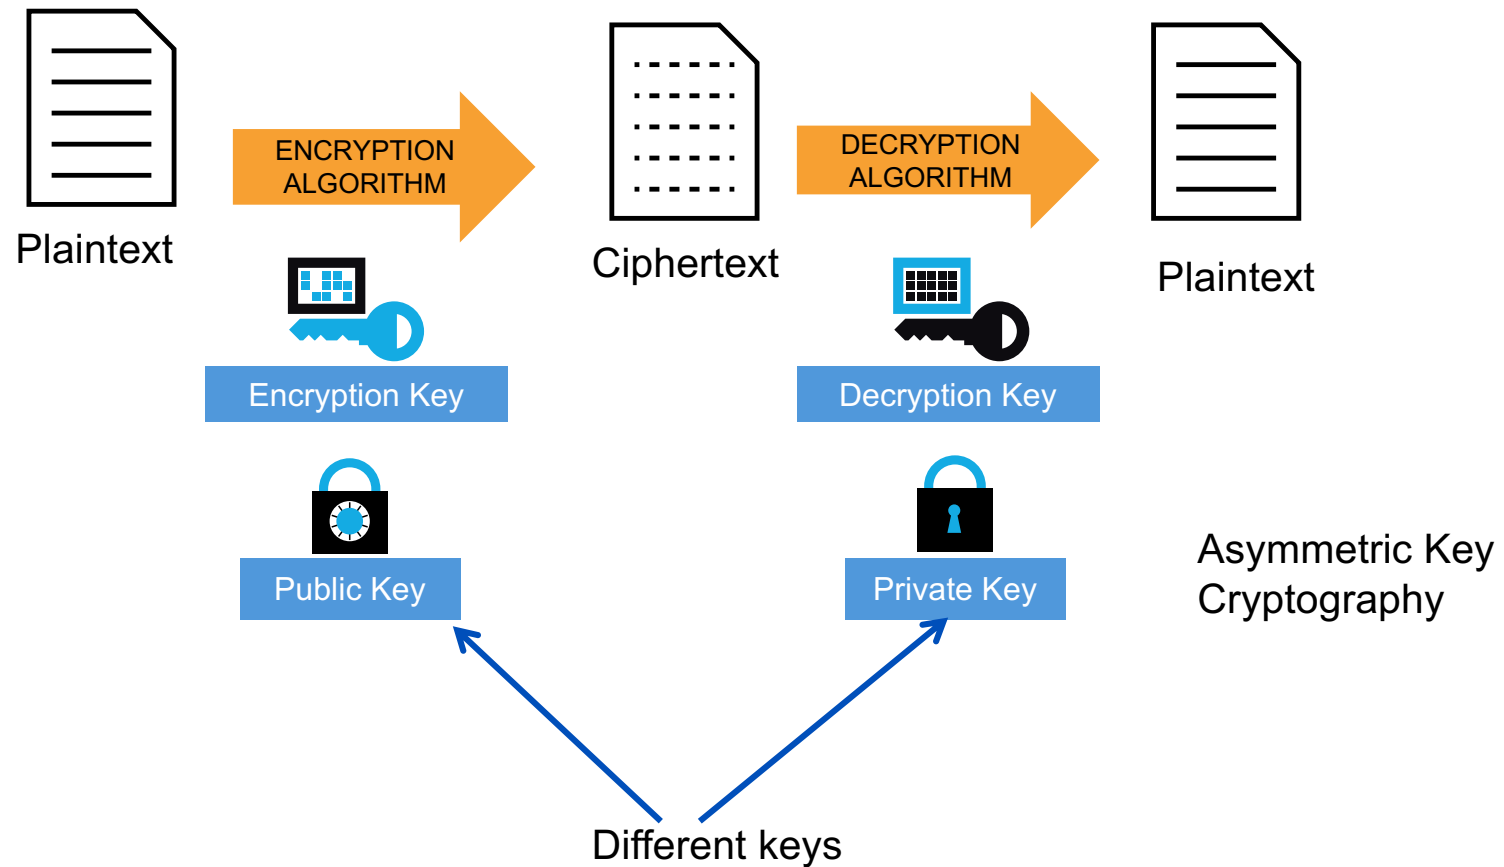 ENCRYPTION
ALGORITHM
DECRYPTION
ALGORITHM
Plaintext
Ciphertext
Plaintext
Encryption Key
Decryption Key
Public Key
Private Key
Asymmetric Key
Cryptography
Different keys